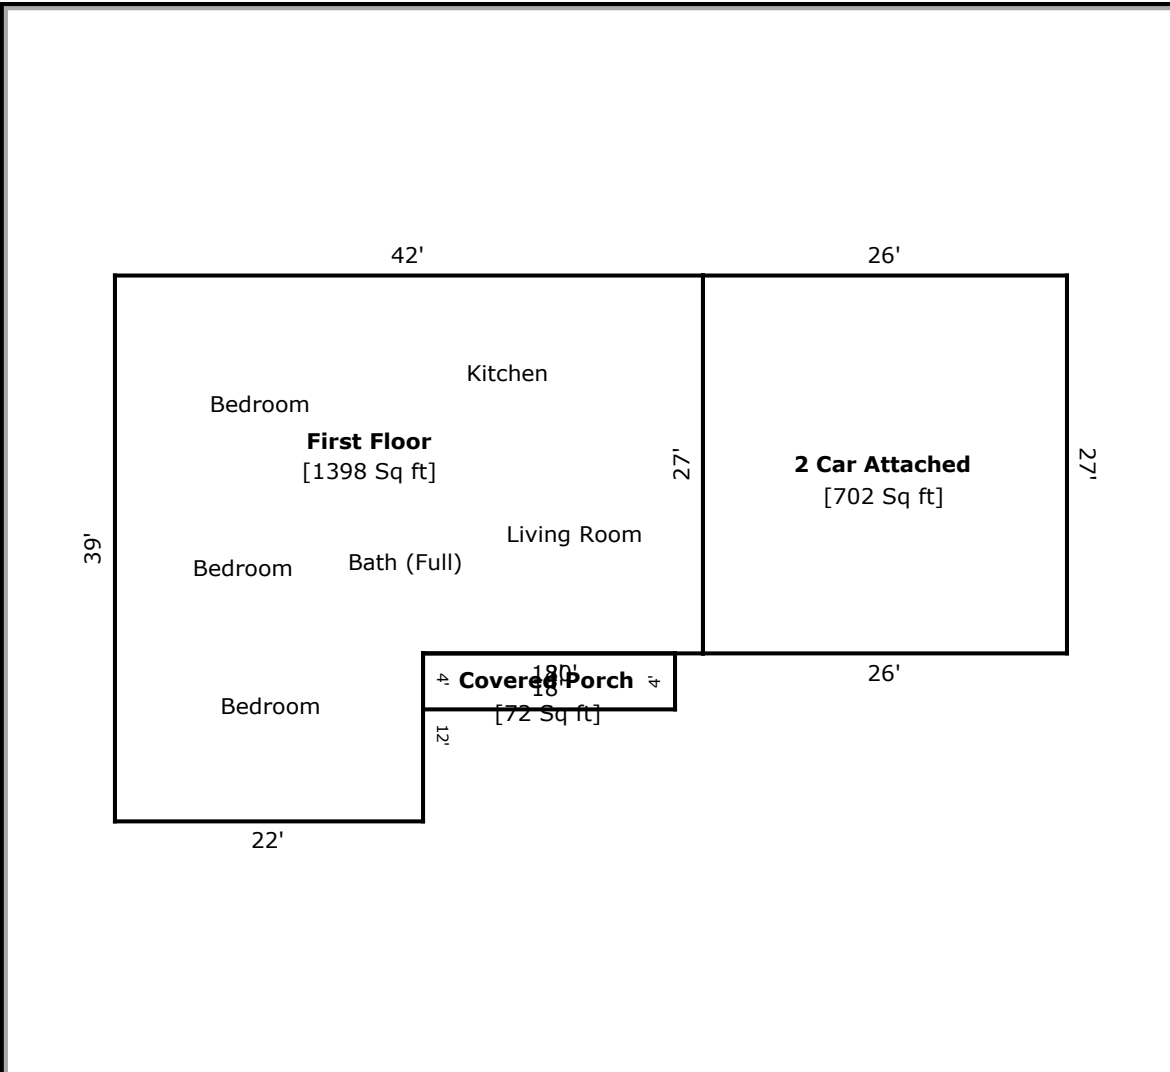 42'
26'
Kitchen
Bedroom
First Floor
[1398 Sq ft]
27'
2 Car Attached
[702 Sq ft]
27'
39'
Living Room
Bath (Full)
Bedroom
26'
4'
Covered Porch
4'
18'
[72 Sq ft]
Bedroom
12'
22'